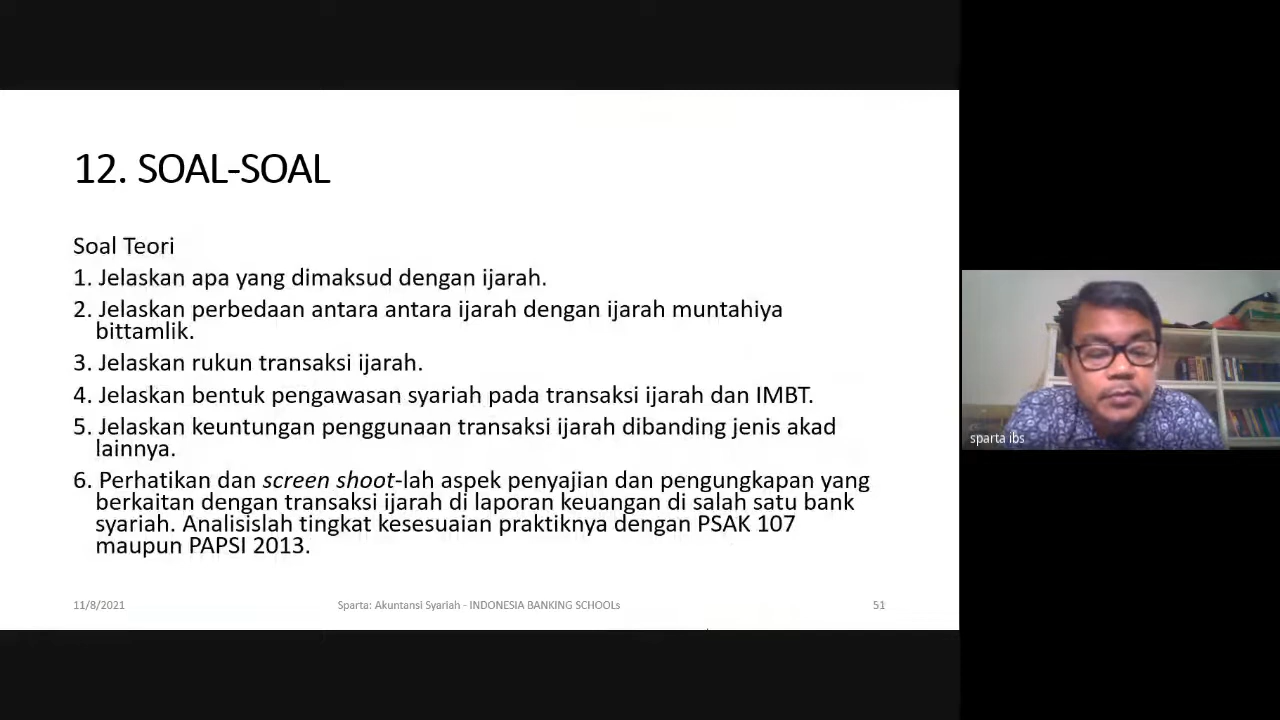 12. SOAL-SOAL
Soal Teori
1. Jelaskan apa yang dimaksud dengan ijarah.
2. Jelaskan perbedaan antara antara ijarah dengan ijarah muntahiya
bittamlik.
3. Jelaskan rukun transaksi ijarah.
4. Jelaskan bentuk pengawasan syariah pada transaksi ijarah dan IMBT.
5. Jelaskan keuntungan penggunaan transaksi ijarah dibanding jenis akad
lainnya.
6. Perhatikan dan screen shoot-lah aspek penyajian dan pengungkapan yang
berkaitan dengan transaksi ijarah di laporan keuangan di salah satu bank
syariah. Analisislah tingkat kesesuaian praktiknya dengan PSAK 107
maupun PAPSI 2013.
11/8/2021
Sparta: Akuntansi Syariah - INDONESIA BANKING SCHOOLs
51
sparta ibs